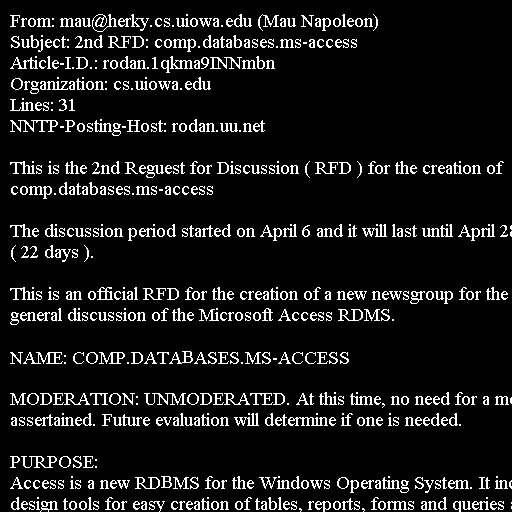 From: mau@herky.cs.uiowa.edu (Mau Napoleon)
Subject: 2nd RFD: comp.databases.ms-access
Article-I.D.: rodan.1qkma9INNmbn
Organization: cs.uiowa.edu
Lines: 31
NNTP-Posting-Host: rodan.uu.net

This is the 2nd Reguest for Discussion ( RFD ) for the creation of
comp.databases.ms-access

The discussion period started on April 6 and it will last until April 28
( 22 days ).

This is an official RFD for the creation of a new newsgroup for the
general discussion of the Microsoft Access RDMS.

NAME: COMP.DATABASES.MS-ACCESS

MODERATION: UNMODERATED. At this time, no need for a
assertained. Future evaluation will determine if one is needed.

PURPOSE:
Access is a new RDBMS for the Windows Operating System. It
design tools for easy creation of tables, reports, forms and queries